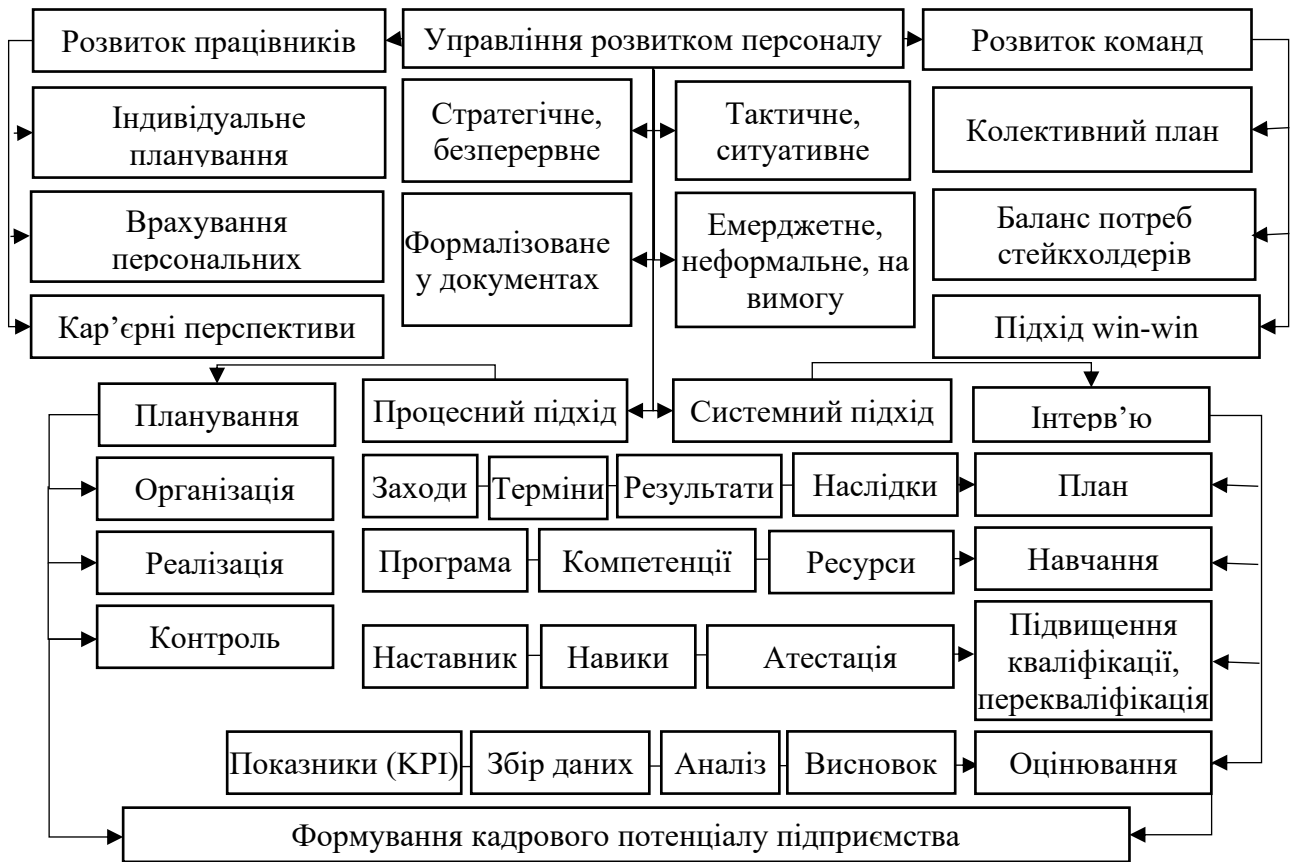 Розвиток працівників
Управління розвитком персоналу
Розвиток команд
Індивідуальне
планування
Стратегічне,
безперервне
Тактичне,
ситуативне
Колективний план
Врахування
персональних
Формалізоване
у документах
Емерджетне,
неформальне, на
вимогу
Баланс потреб
стейкхолдерів
Кар’єрні перспективи
Підхід win-win
Планування
Процесний підхід
Системний підхід
Інтерв’ю
Організація
Заходи
Терміни
Результати
Наслідки
План
Реалізація
Програма
Компетенції
Ресурси
Навчання
Контроль
Наставник
Навики
Атестація
Підвищення
кваліфікації,
перекваліфікація
Показники (KPI)
Збір даних
Аналіз
Висновок
Оцінювання
Формування кадрового потенціалу підприємства